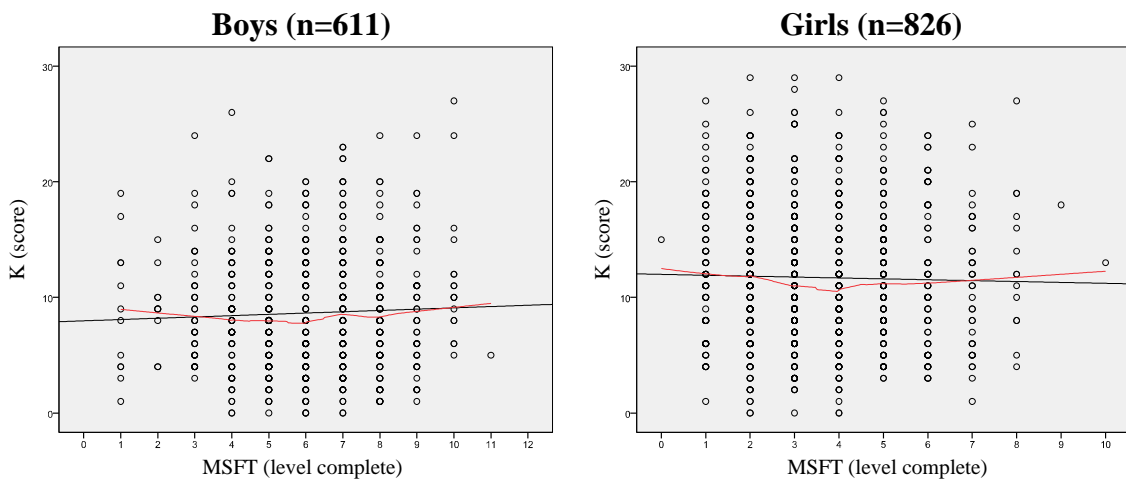 Boys (n=611)
Girls (n=826)
30
20
10
0
K (score)
0 1 2 3 4 5 6 7 8 9 10 11 12
MSFT (level complete)
30
20
10
0
K (score)
0 1 2 3 4 5 6 7 8 9 10
MSFT (level complete)